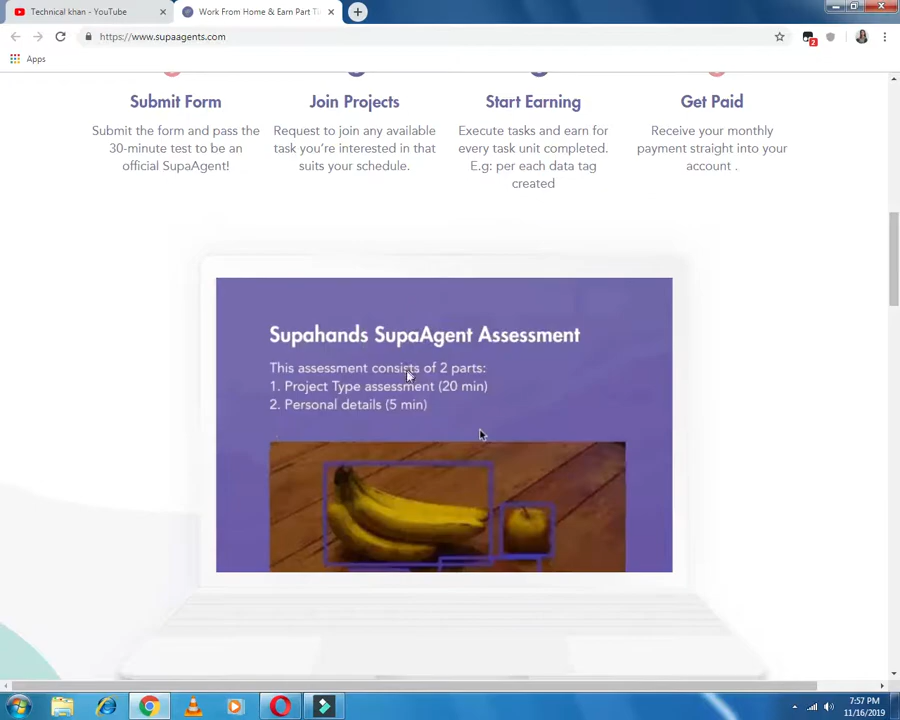 Technical khan - YouTube
Work From Home & Earn Part Ti
https://www.supaagents.com
2
Apps
Submit Form
Join Projects
Start Earning
Get Paid
Submit the form and pass the
30-minute test to be an
official SupaAgent!
Request to join any available
task you're interested in that
suits your schedule.
Execute tasks and earn for
every task unit completed.
E.g: per each data tag
created
Receive your monthly
payment straight into your
account .
Supahands SupaAgent Assessment
This assessment consists of 2 parts:
1. Project Type assessment (20 min)
2. Personal details (5 min)
7:57 PM
11/16/2019